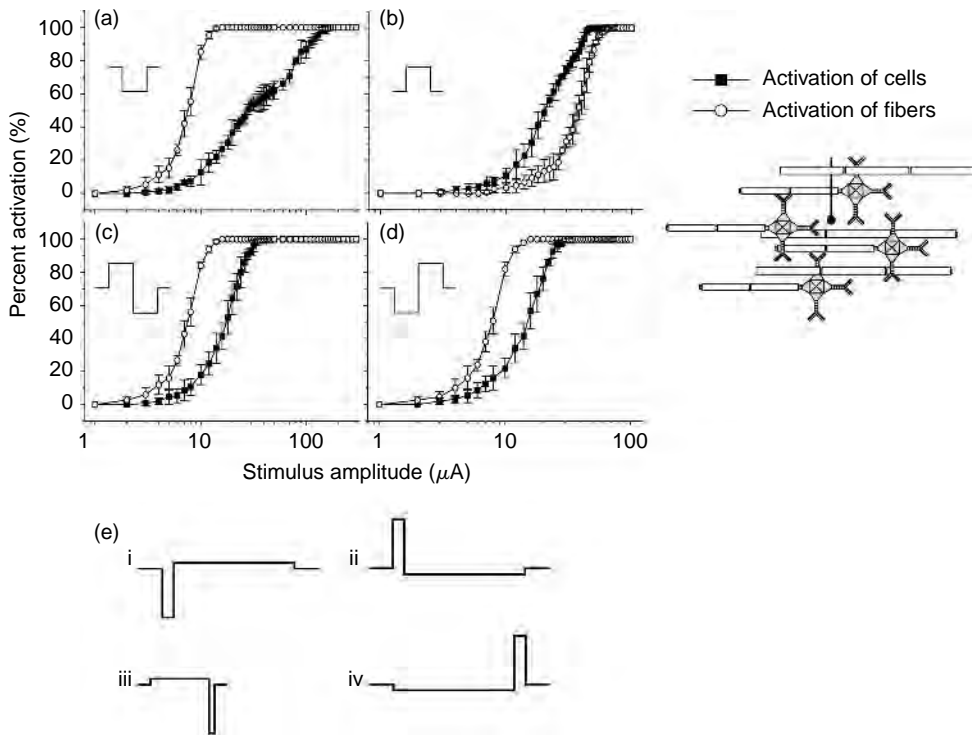 (a)
(b)
100
80
60
40
20
0
Percent activation (%)
Activation of cells
Activation of fibers
(c)
(d)
100
80
60
40
20
0
1
10
100
1
10
100
Stimulus amplitude (μA)
(e)
i
ii
iii
iv